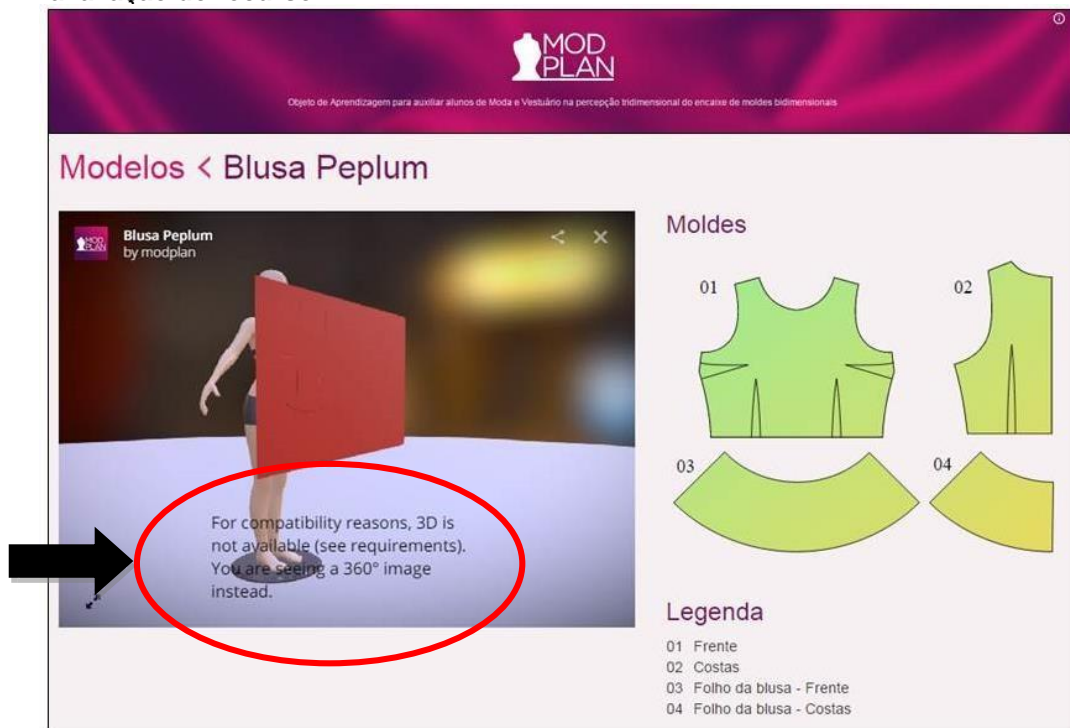 MOD
PLAN
Objeto de Aprendizagem para auxiliar alunos de Moda e Vestuário na percepção tridimensional do encaixe de moldes bidimensionais
Modelos < Blusa Peplum
MOD
PLAN
Blusa Peplum
by modplan
For compatibility reasons, 3D is
not available (see requirements).
You are seeing a 360° image
instead.
Moldes
01
02
03
04
Legenda
01 Frente
02 Costas
03 Folho da blusa - Frente
04 Folho da blusa - Costas